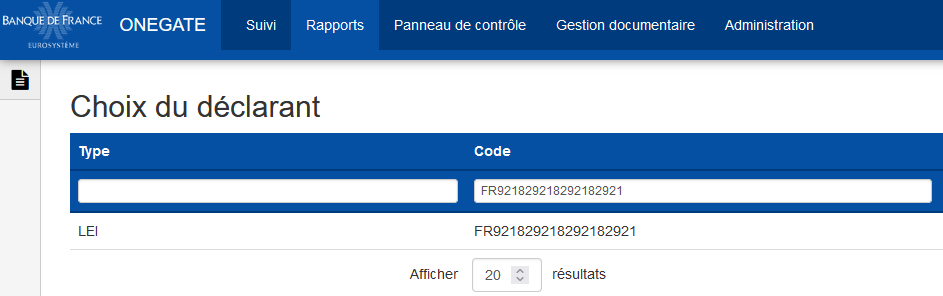 BANQUE DE FRANCE
EUROSYSTÈME
ONEGATE Suivi Rapports Panneau de contrôle Gestion documentaire Administration
Choix du déclarant
Type Code
FR921829218292182921
LEI FR921829218292182921
Afficher 20 résultats